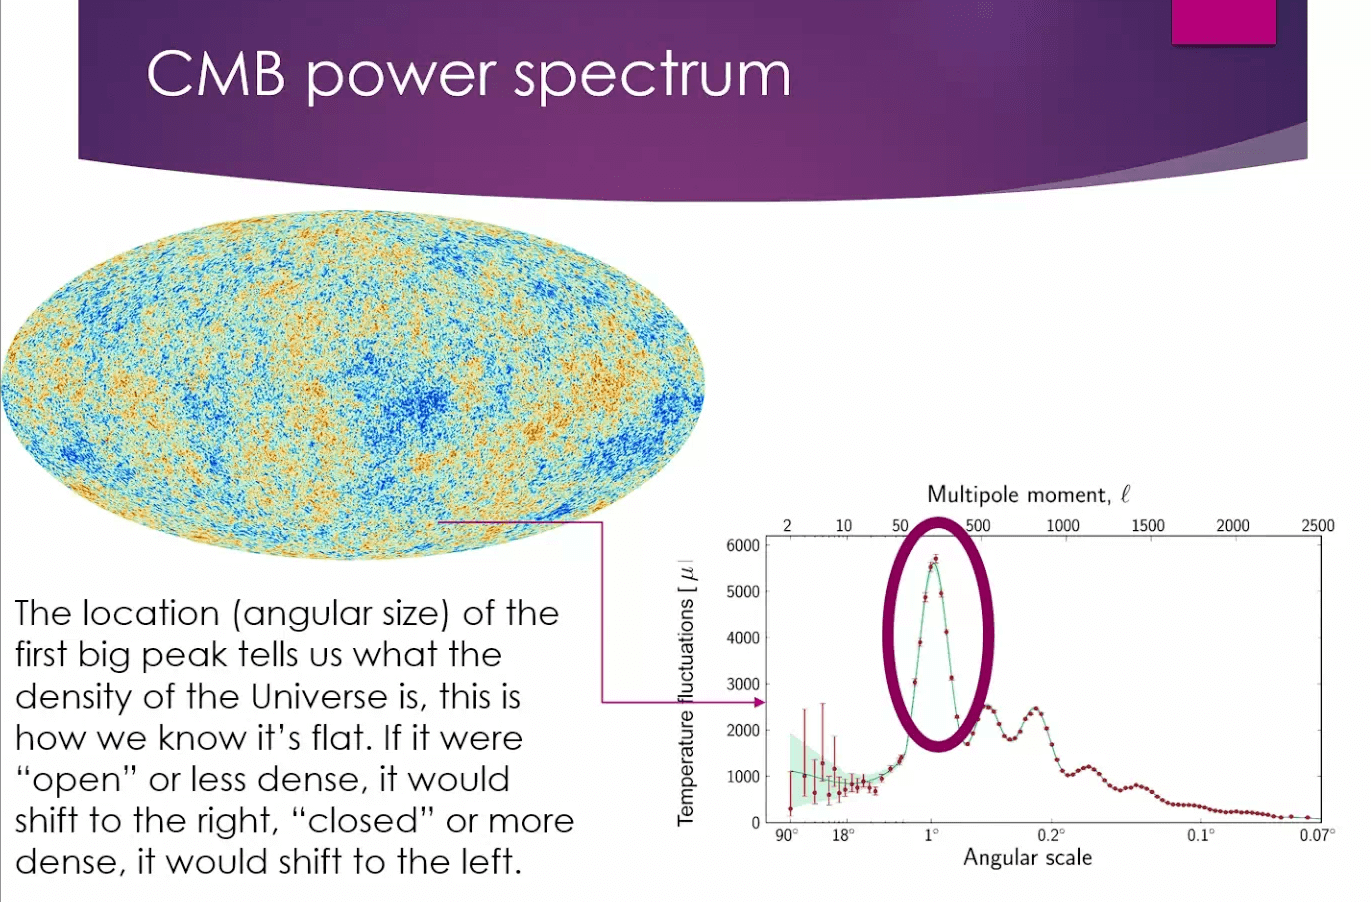 CMB power spectrum
The location (angular size) of the
first big peak tells us what the
density of the Universe is, this is
how we know it’s flat. If it were
“open” or less dense, it would
shift to the right, “closed” or more
dense, it would shift to the left.
Multipole moment, ℓ
2 10 50 500 1000 1500 2000 2500
Temperature fluctuations [ μ
6000
5000
4000
3000
2000
1000
0
90° 18° 1° 0.2° 0.1° 0.07°
Angular scale